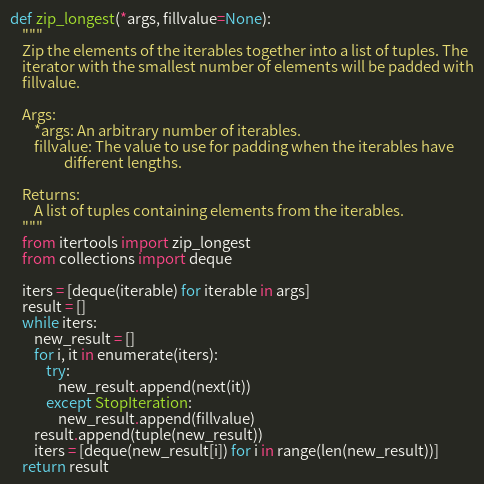 def zip_longest(*args, fillvalue=None):
"""
Zip the elements of the iterables together into a list of tuples. The
iterator with the smallest number of elements will be padded with
fillvalue.
Args:
*args: An arbitrary number of iterables.
fillvalue: The value to use for padding when the iterables have
different lengths.
Returns:
A list of tuples containing elements from the iterables.
"""
from itertools import zip_longest
from collections import deque
iters = [deque(iterable) for iterable in args]
result = []
while iters:
new_result = []
for i, it in enumerate(iters):
try:
new_result.append(next(it))
except StopIteration:
new_result.append(fillvalue)
result.append(tuple(new_result))
iters = [deque(new_result[i]) for i in range(len(new_result))]
return result